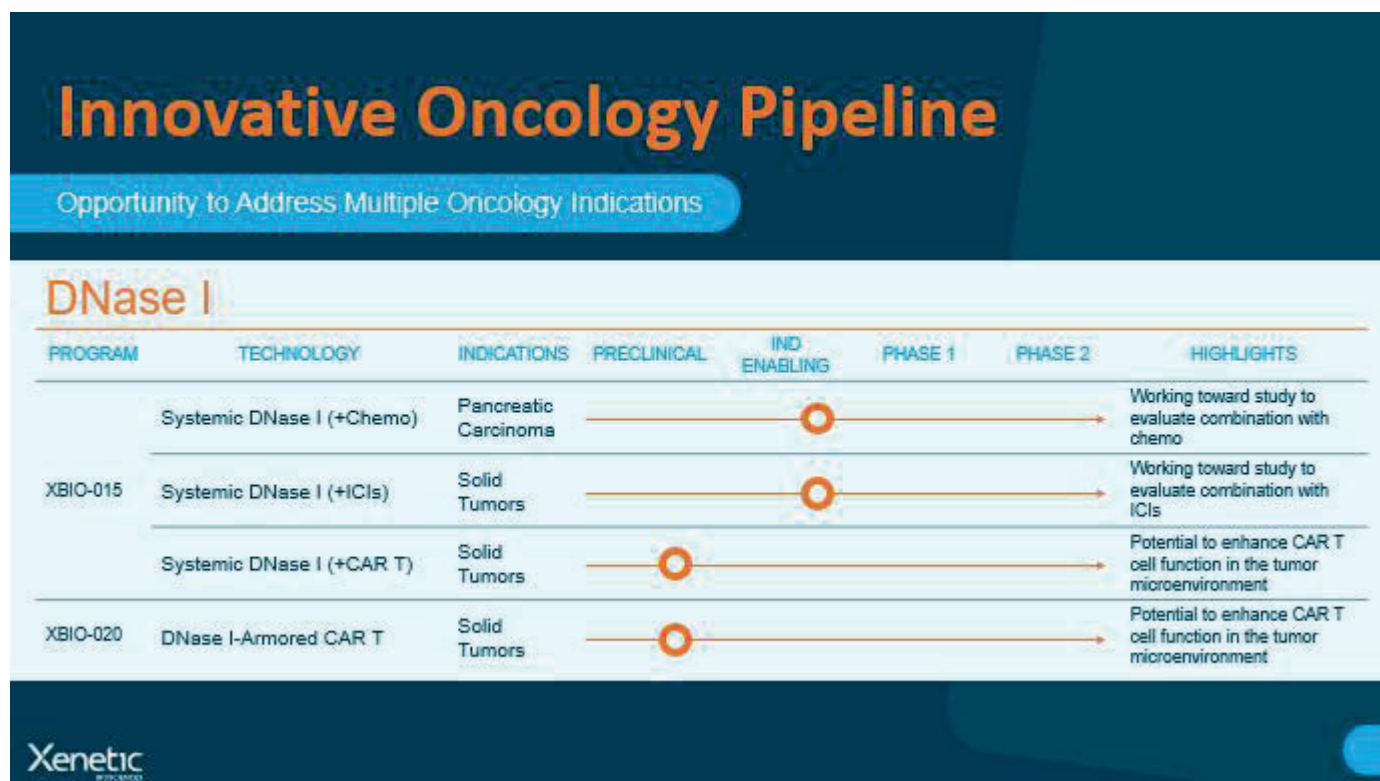 Innovative Oncology Pipeline
Opportunity to Address Multiple Oncology Indications
DNase I
PROGRAM TECHNOLOGY INDICATIONS PRECLINICAL IND ENABLING PHASE 1 PHASE 2 HIGHLIGHTS
XBIO-015
Systemic DNase I (+Chemo)
Pancreatic
Carcinoma
Working toward study to
evaluate combination with
chemo
Systemic DNase I (+ICIs)
Solid
Tumors
Working toward study to
evaluate combination with
ICIs
Systemic DNase I (+CAR T)
Solid
Tumors
Potential to enhance CAR T
cell function in the tumor
microenvironment
XBIO-020
DNase I-Armored CAR T
Solid
Tumors
Potential to enhance CAR T
cell function in the tumor
microenvironment
Xenetic